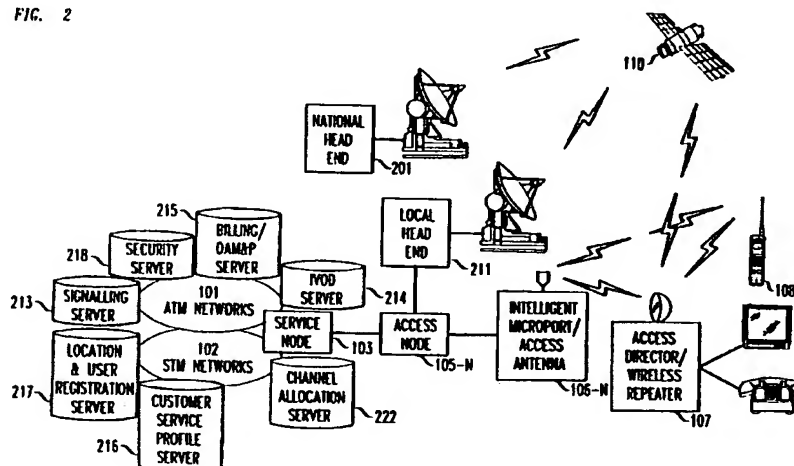 FIG. 2
110
NATIONAL
HEAD
END
201
215
BILLING/
OAM&P
SERVER
218
SECURITY
SERVER
LOCAL
HEAD
END
211
213
SIGNALLING
SERVER
101
ATM NETWORKS
IVOD
SERVER
214
108
102
STM NETWORKS
SERVICE
NODE
103
ACCESS
NODE
105-N
INTELLIGENT
MICROPORT/
ACCESS
ANTENNA
106-N
ACCESS
DIRECTOR/
WIRELESS
REPEATER
107
LOCATION
& USER
REGISTRATION
SERVER
217
CUSTOMER
SERVICE
PROFILE
SERVER
216
CHANNEL
ALLOCATION
SERVER
222